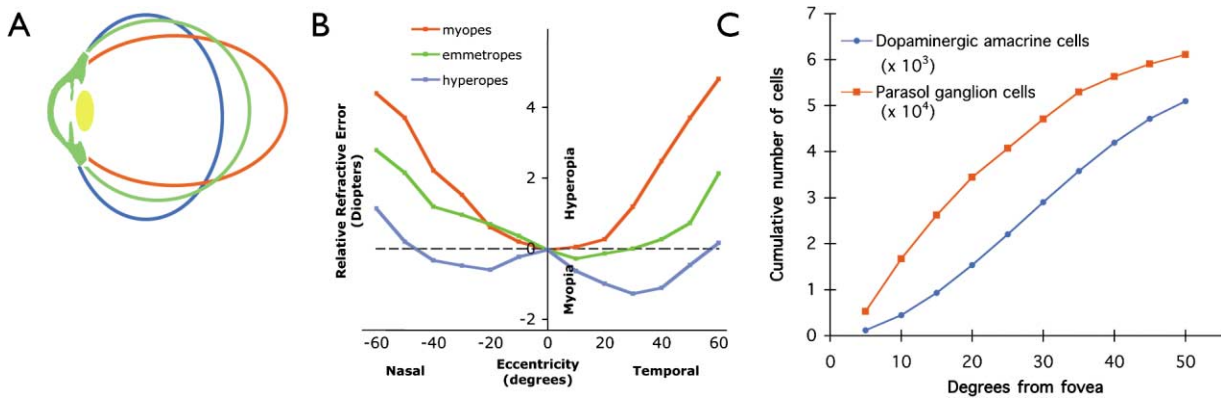 A
B
myopes
emmetropes
hyperopes
Relative Refractive Error
(Diopters)
4
2
0
-2
Hyperopia
Myopia
-60
-40
-20
0
20
40
60
Nasal
Eccentricity
(degrees)
Temporal
C
Dopaminergic amacrine cells
(x 10³)
Parasol ganglion cells
(x 10⁴)
Cumulative number of cells
7
6
5
4
3
2
1
0
0
10
20
30
40
50
Degrees from fovea